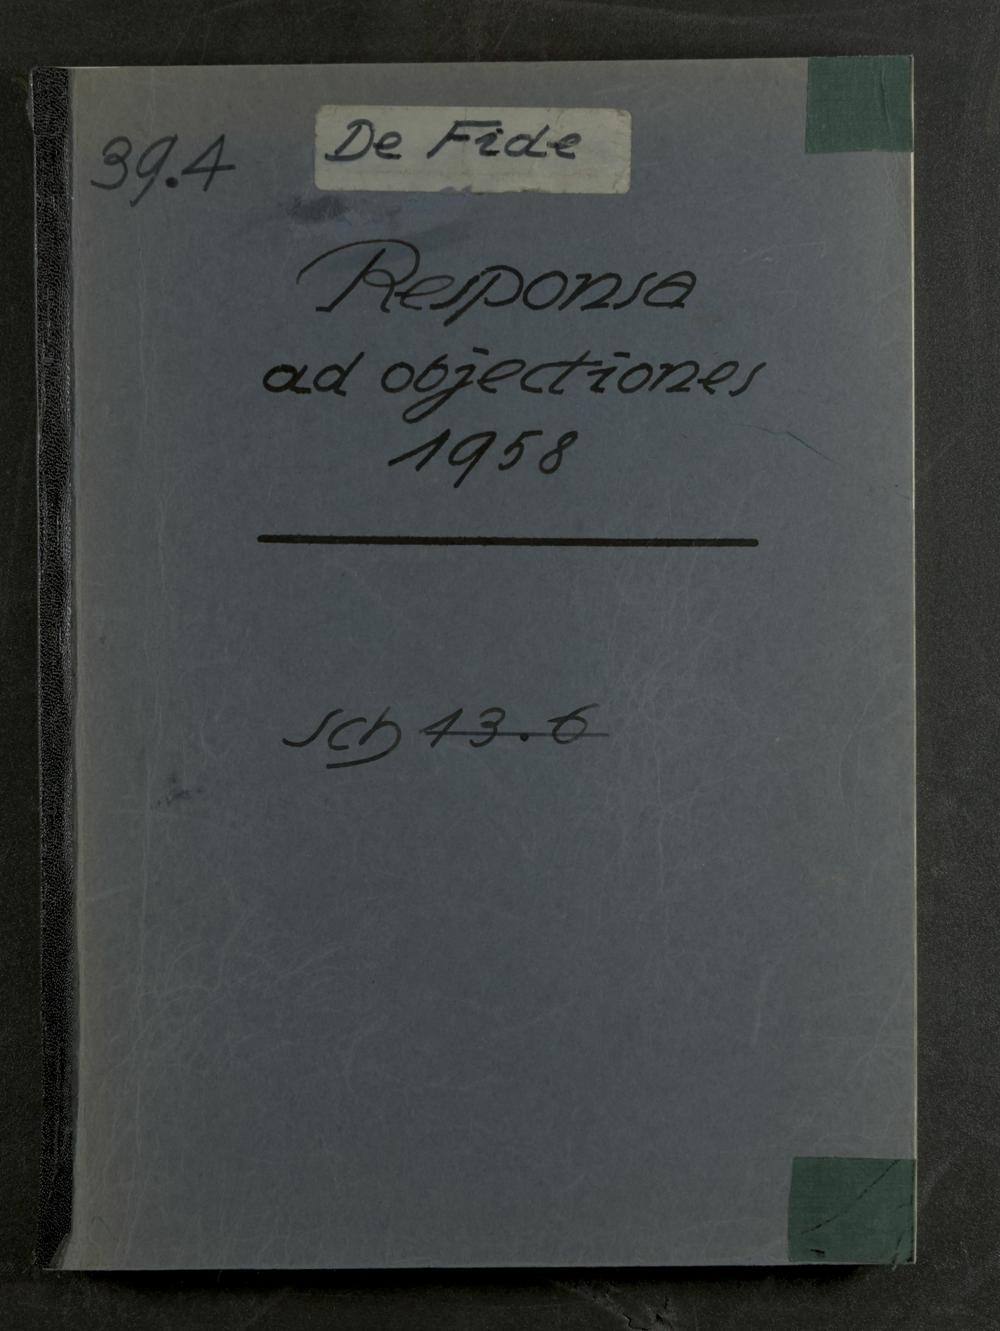 39.4
De Fide
Responsa
ad objectiones
1958
Sch 13.6